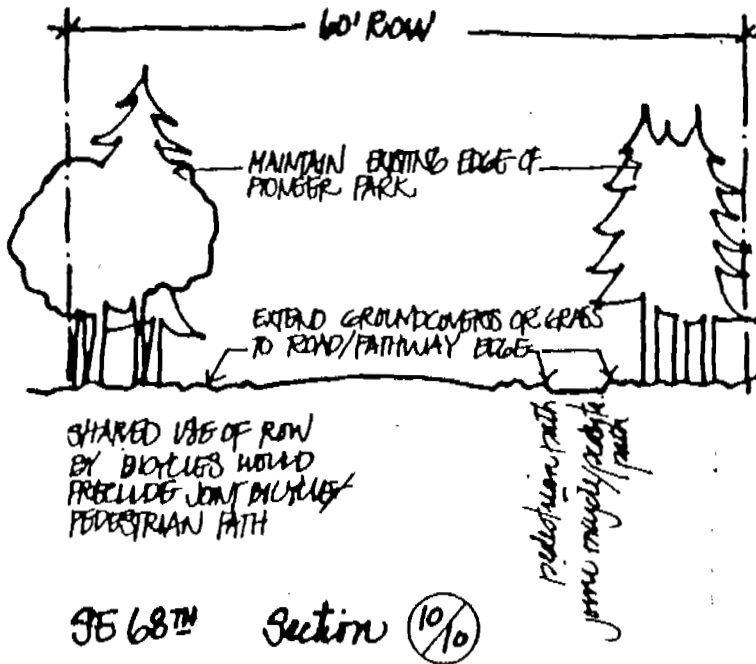 60' ROW
MAINTAIN EXISTING EDGE OF
PIONEER PARK
EXTEND GROUNDCOVERS OR GRASS
TO ROAD/PATHWAY EDGE
SHARED USE OF ROW
BY BICYCLES WOULD
PRECLUDE JOINT BICYCLE/
PEDESTRIAN PATH
pedestrian path
path
SE 68TH Section 10/10